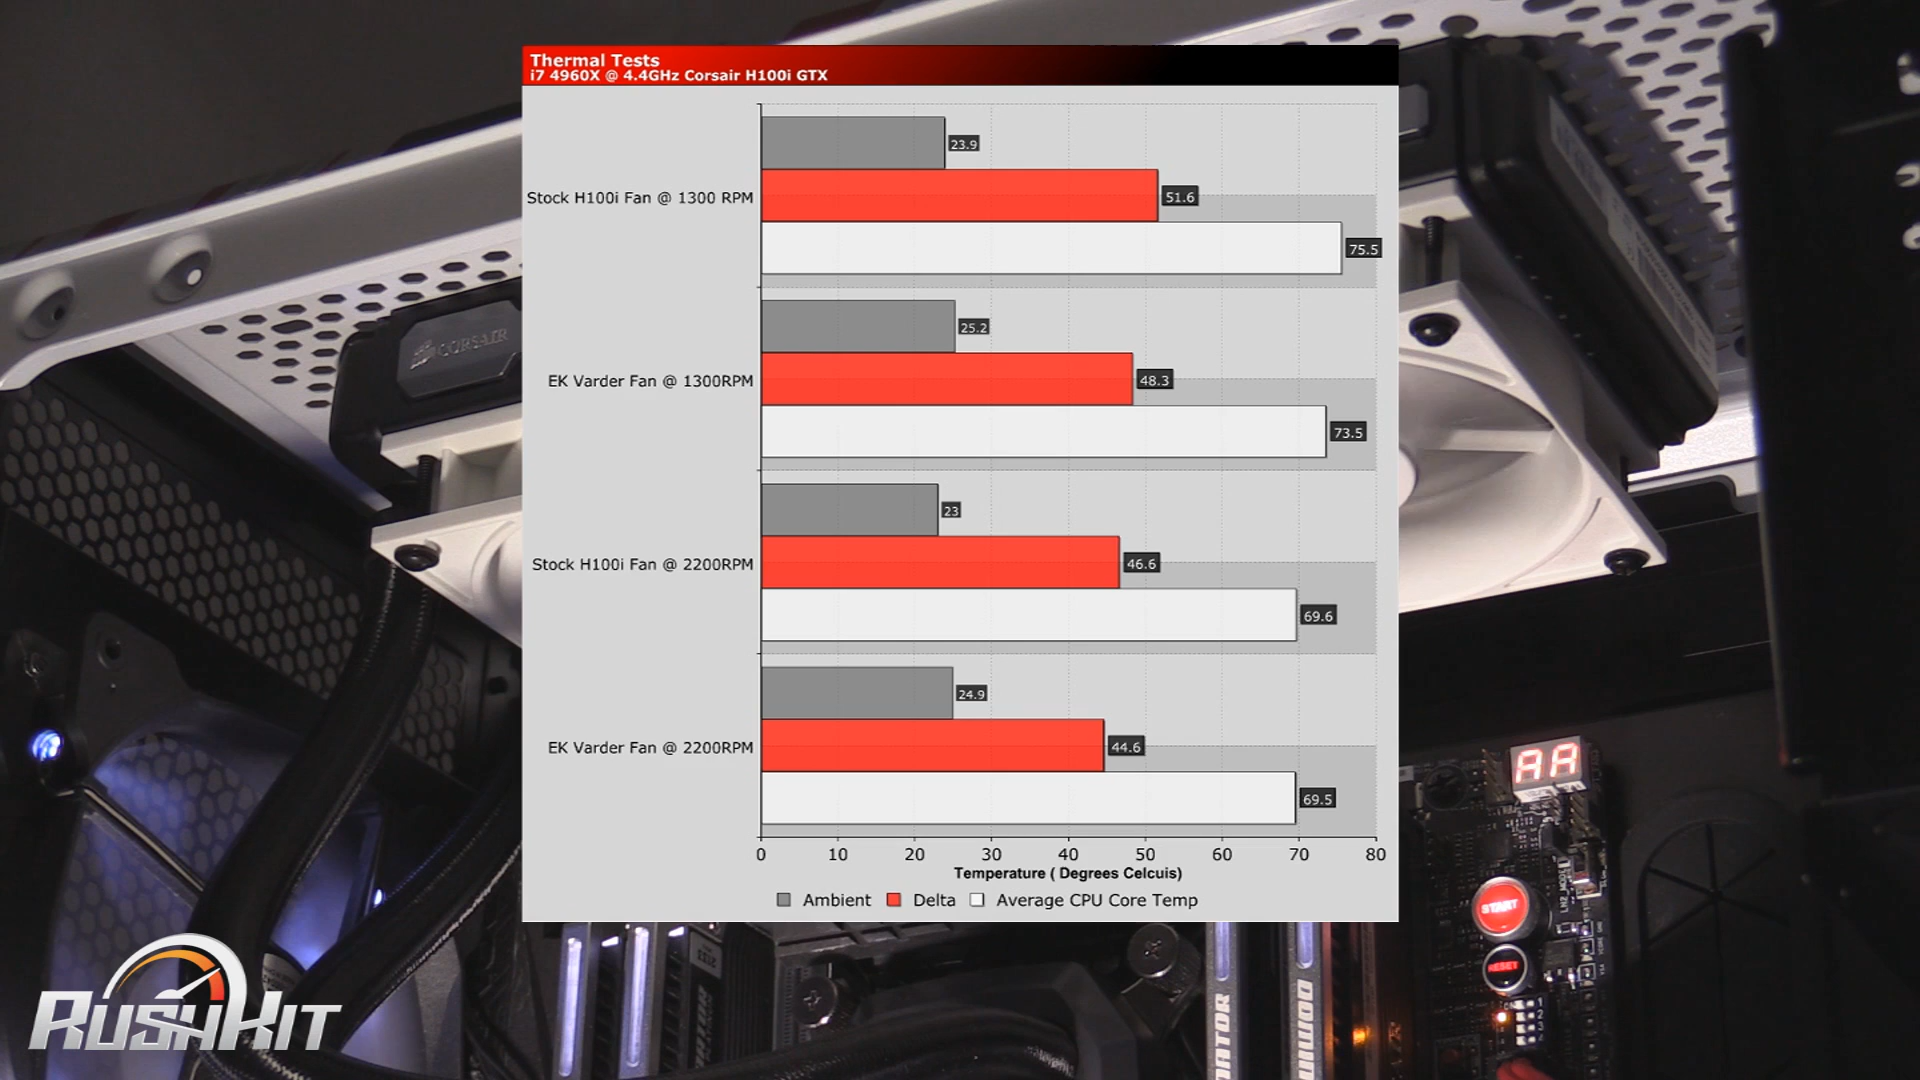 Thermal Tests
i7 4960X @ 4.4GHz Corsair H100i GTX
23.9
Stock H100i Fan @ 1300 RPM
51.6
75.5
25.2
EK Varder Fan @ 1300RPM
48.3
73.5
23
Stock H100i Fan @ 2200RPM
46.6
69.6
24.9
EK Varder Fan @ 2200RPM
44.6
69.5
0 10 20 30 40 50 60 70 80
Temperature ( Degrees Celcuis)
Ambient Delta Average CPU Core Temp
CORSAIR
AA
START
RESET
LN2_MODE
RUSHKIT